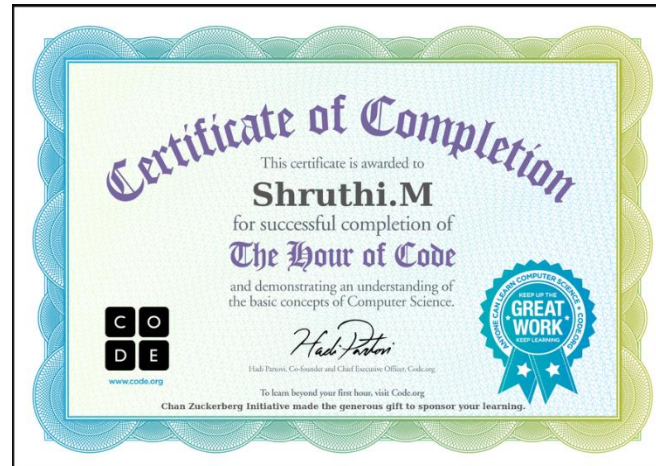 Certificate of Completion
This certificate is awarded to
Shruthi.M
for successful completion of
The Hour of Code
and demonstrating an understanding of
the basic concepts of Computer Science.
C O
D E
www.code.org
Hadi Partovi
Hadi Partovi, Co-founder and Chief Executive Officer, Code.org
To learn beyond your first hour, visit Code.org
Chan Zuckerberg Initiative made the generous gift to sponsor your learning.
ANYONE CAN LEARN COMPUTER SCIENCE • CODE.ORG
KEEP UP THE
GREAT
WORK
KEEP LEARNING